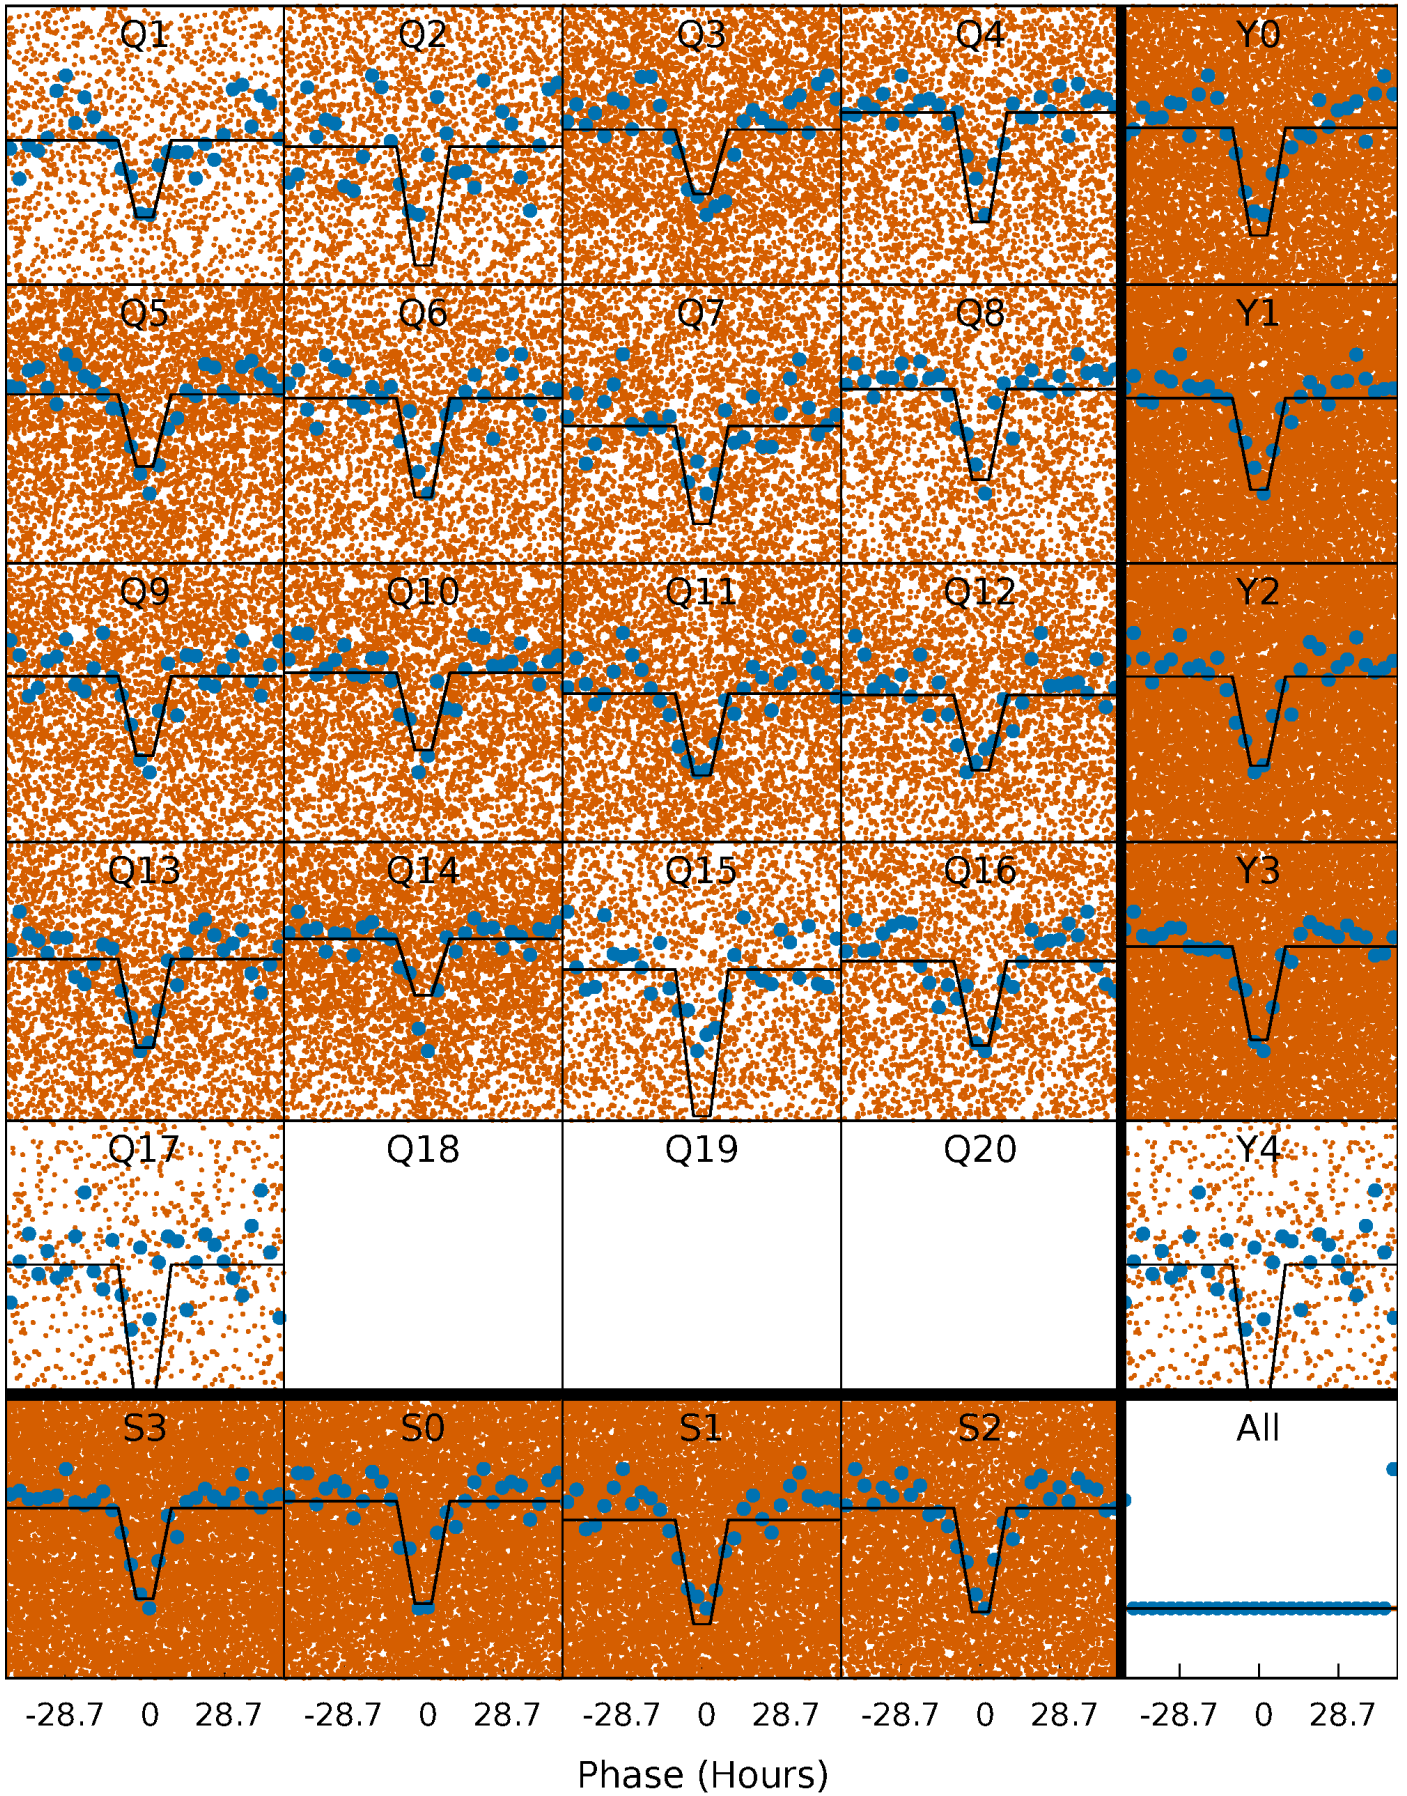 Q1 Q2 Q3 Q4 Y0
Q5 Q6 Q7 Q8 Y1
Q9 Q10 Q11 Q12 Y2
Q13 Q14 Q15 Q16 Y3
Q17 Q18 Q19 Q20 Y4
S3 S0 S1 S2 All
-28.7 0 28.7 -28.7 0 28.7 -28.7 0 28.7 -28.7 0 28.7 -28.7 0 28.7
Phase (Hours)